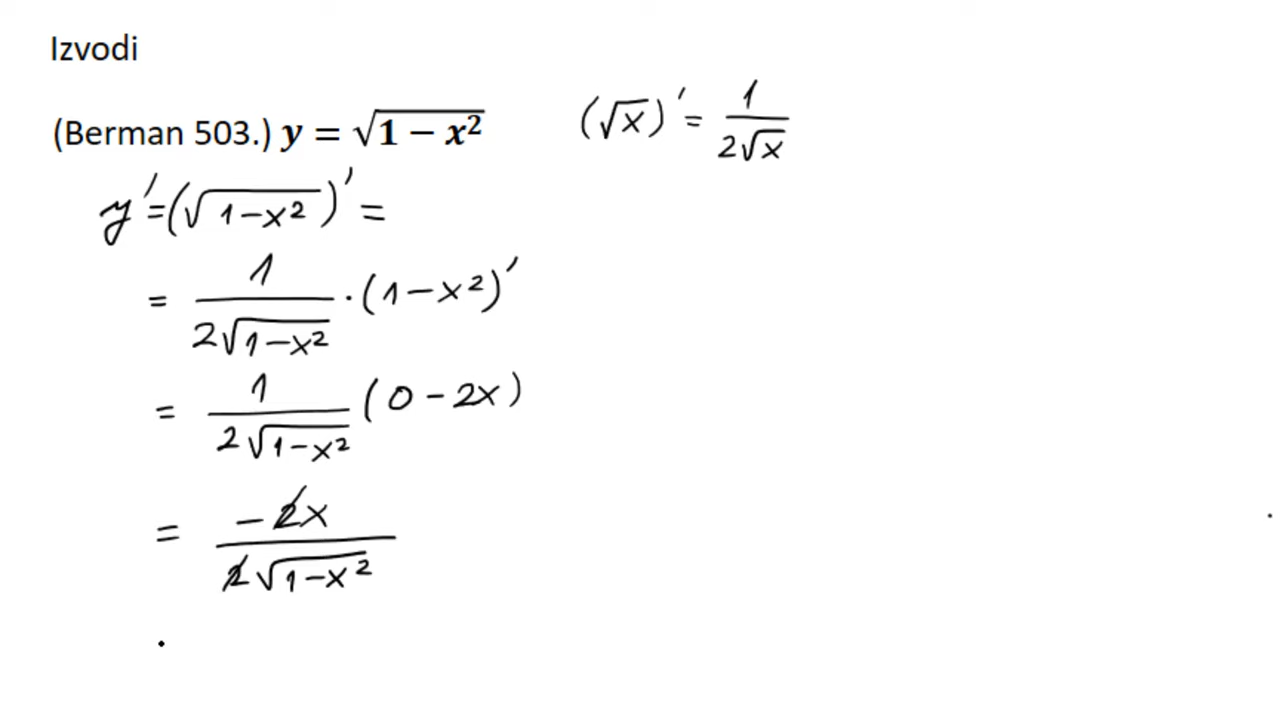 Izvodi
(Berman 503.) y = √(1 − x²)    (√x)′ = 1/(2√x)
y′ = (√(1−x²))′ =
= 1/(2√(1−x²)) · (1−x²)′
= 1/(2√(1−x²)) (0 − 2x)
= −2x/(2√(1−x²))